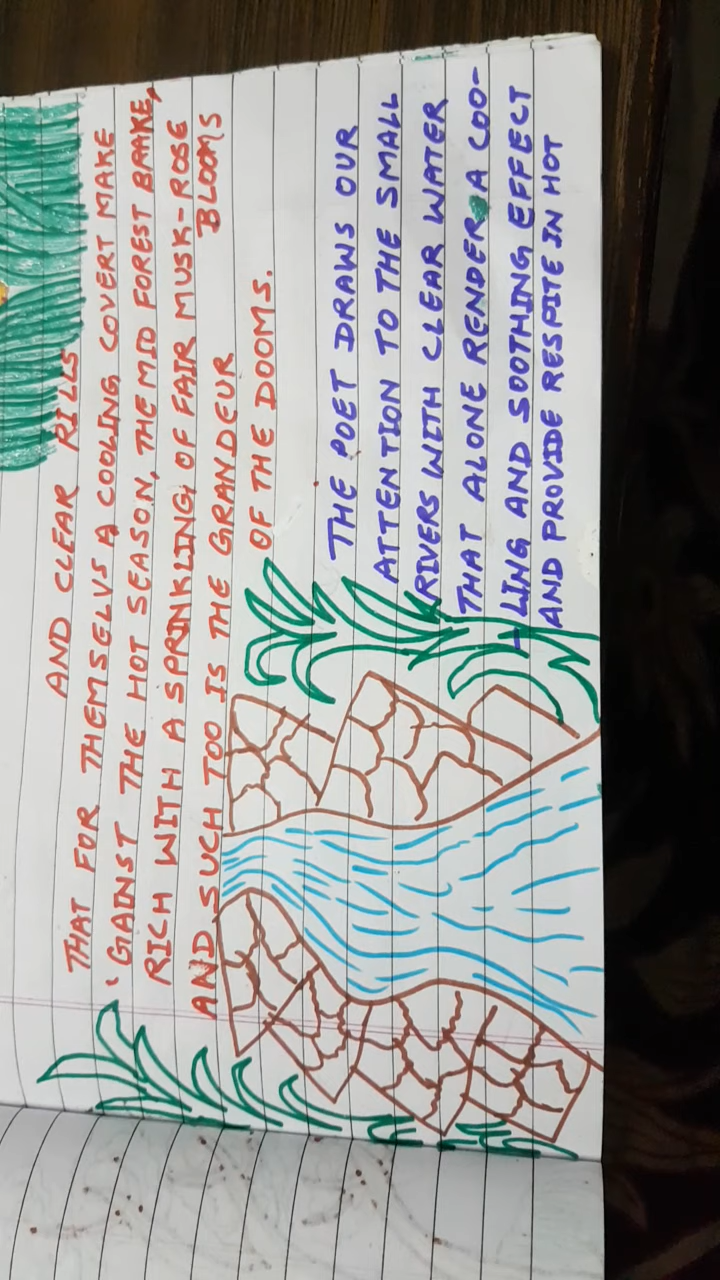 AND CLEAR RILLS
THAT FOR THEMSELVS A COOLING COVERT MAKE
'GAINST THE HOT SEASON, THE MID FOREST BRAKE,
RICH WITH A SPRINKLING OF FAIR MUSK-ROSE
BLOOMS
AND SUCH TOO IS THE GRANDEUR
OF THE DOOMS.
THE POET DRAWS OUR
ATTENTION TO THE SMALL
RIVERS WITH CLEAR WATER
THAT ALONE RENDER A COO-
-LING AND SOOTHING EFFECT
AND PROVIDE RESPITE IN HOT